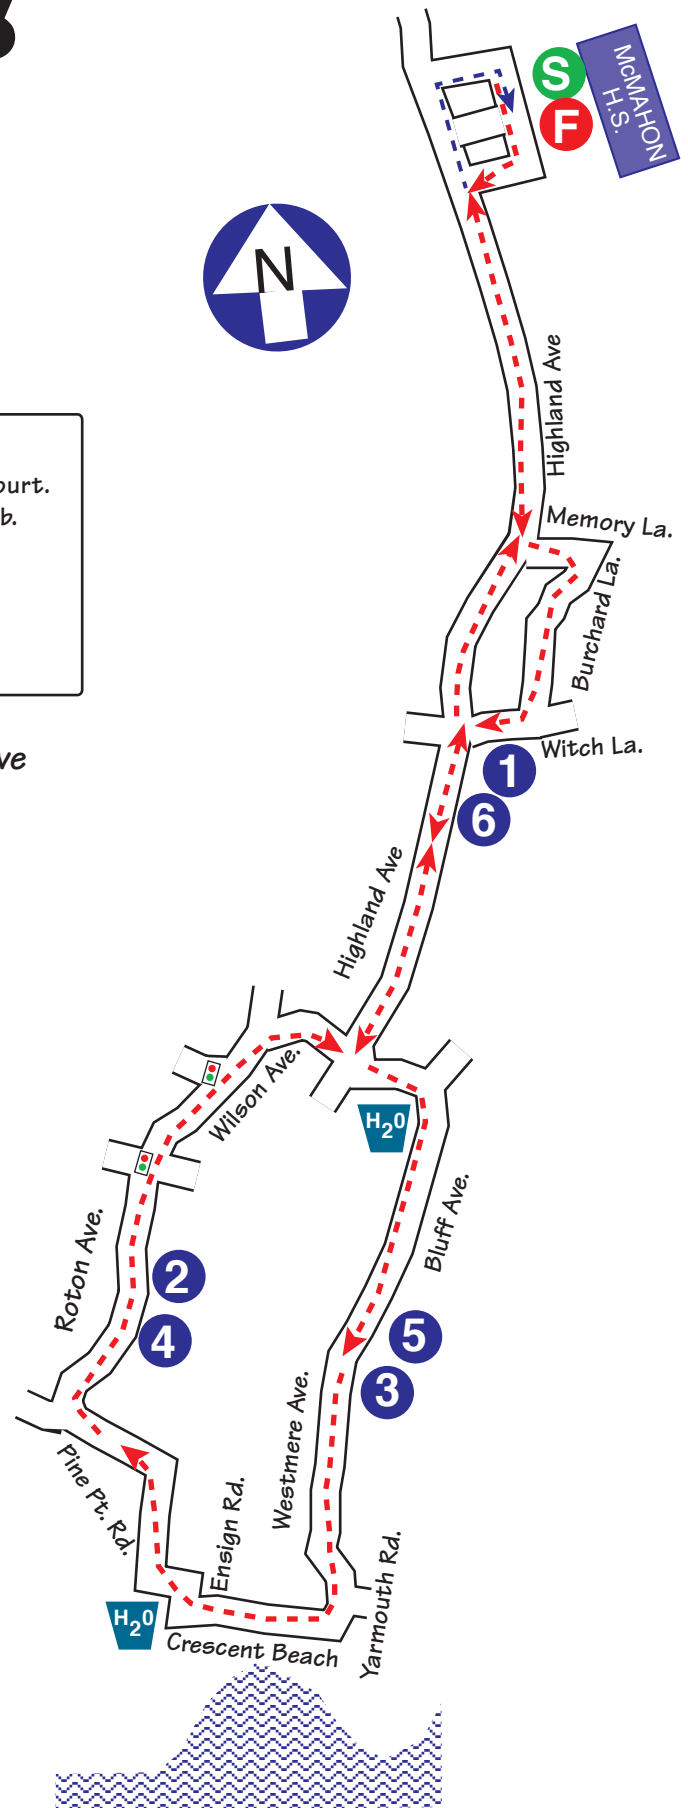 S
F
McMAHON
H.S.
N
Highland Ave
ourt.
b.
Memory La.
Burchard La.
ve
Witch La.
1
6
Highland Ave
Wilson Ave.
H20
Bluff Ave.
Roton Ave.
2
4
5
3
Westmere Ave.
Pine Pt. Rd.
Ensign Rd.
Yarmouth Rd.
H20
Crescent Beach